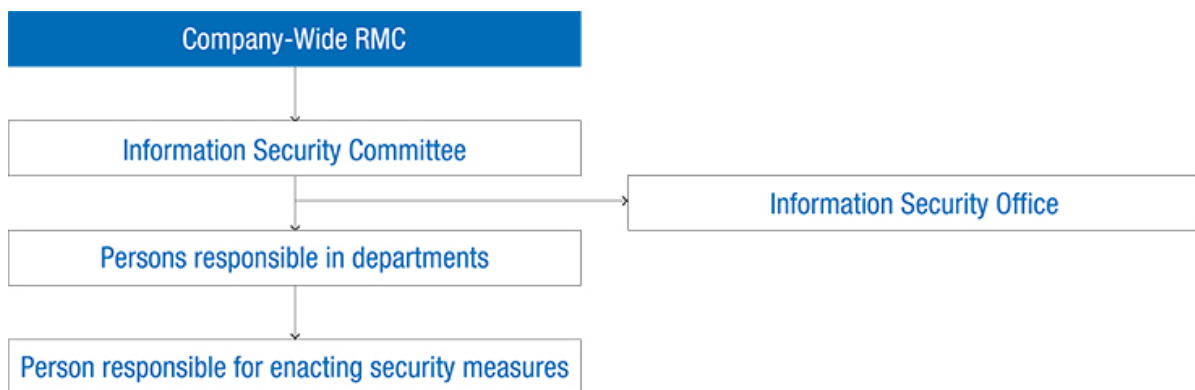 Company-Wide RMC
Information Security Committee
Information Security Office
Persons responsible in departments
Person responsible for enacting security measures